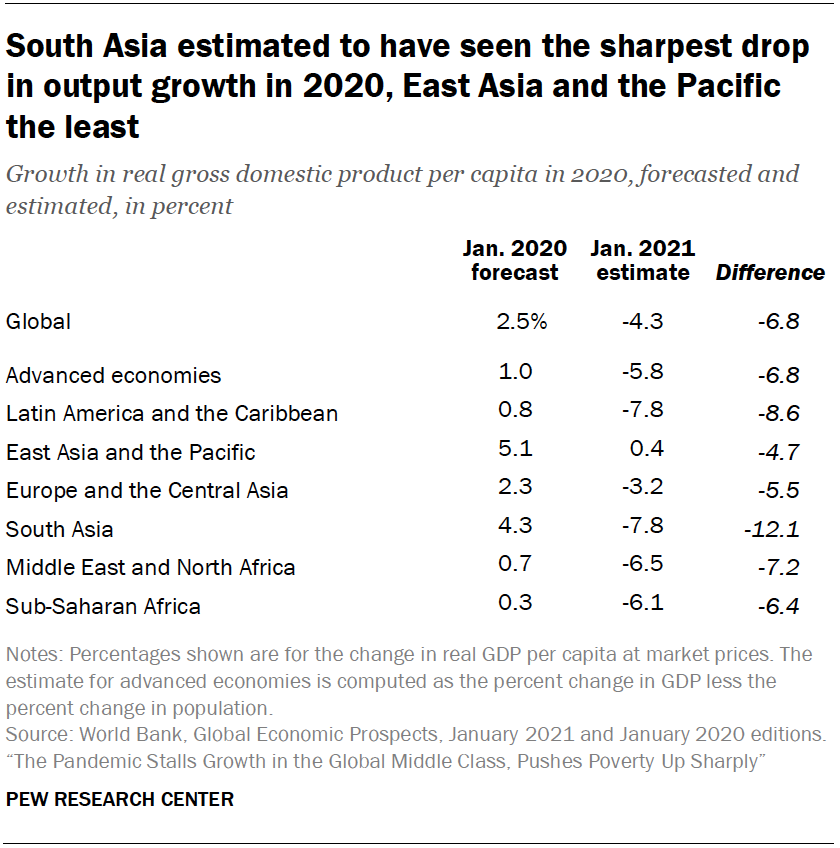 South Asia estimated to have seen the sharpest drop
in output growth in 2020, East Asia and the Pacific
the least
Growth in real gross domestic product per capita in 2020, forecasted and
estimated, in percent
Jan. 2020 forecast Jan. 2021 estimate Difference
Global 2.5% -4.3 -6.8
Advanced economies 1.0 -5.8 -6.8
Latin America and the Caribbean 0.8 -7.8 -8.6
East Asia and the Pacific 5.1 0.4 -4.7
Europe and the Central Asia 2.3 -3.2 -5.5
South Asia 4.3 -7.8 -12.1
Middle East and North Africa 0.7 -6.5 -7.2
Sub-Saharan Africa 0.3 -6.1 -6.4
Notes: Percentages shown are for the change in real GDP per capita at market prices. The
estimate for advanced economies is computed as the percent change in GDP less the
percent change in population.
Source: World Bank, Global Economic Prospects, January 2021 and January 2020 editions.
“The Pandemic Stalls Growth in the Global Middle Class, Pushes Poverty Up Sharply”
PEW RESEARCH CENTER